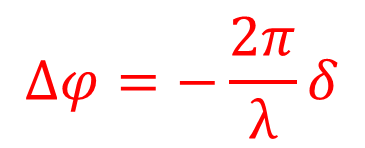 Δφ = − 2π/λ δ